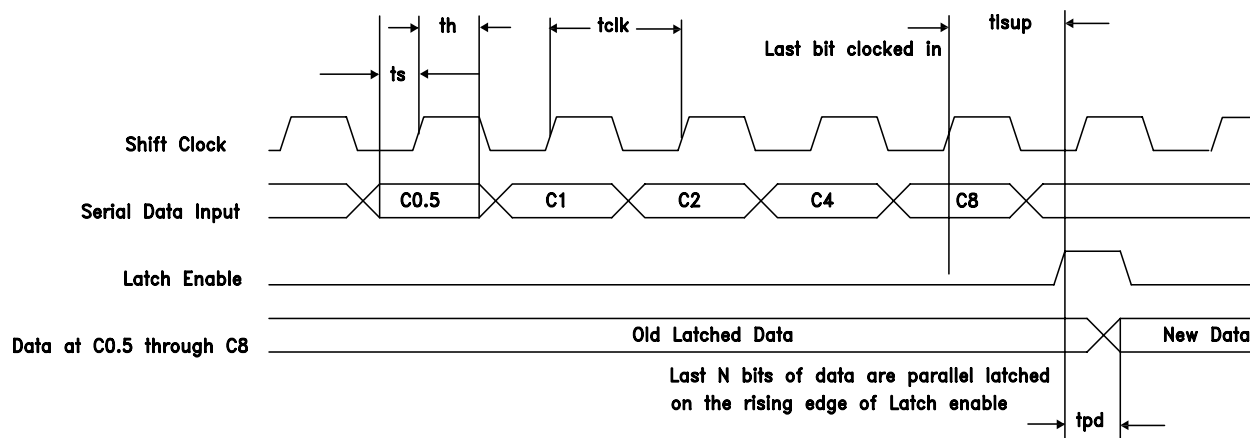 th
tclk
tlsup
Last bit clocked in
ts
Shift Clock
C0.5
C1
C2
C4
C8
Serial Data Input
Latch Enable
Old Latched Data
New Data
Data at C0.5 through C8
Last N bits of data are parallel latched
on the rising edge of Latch enable
tpd